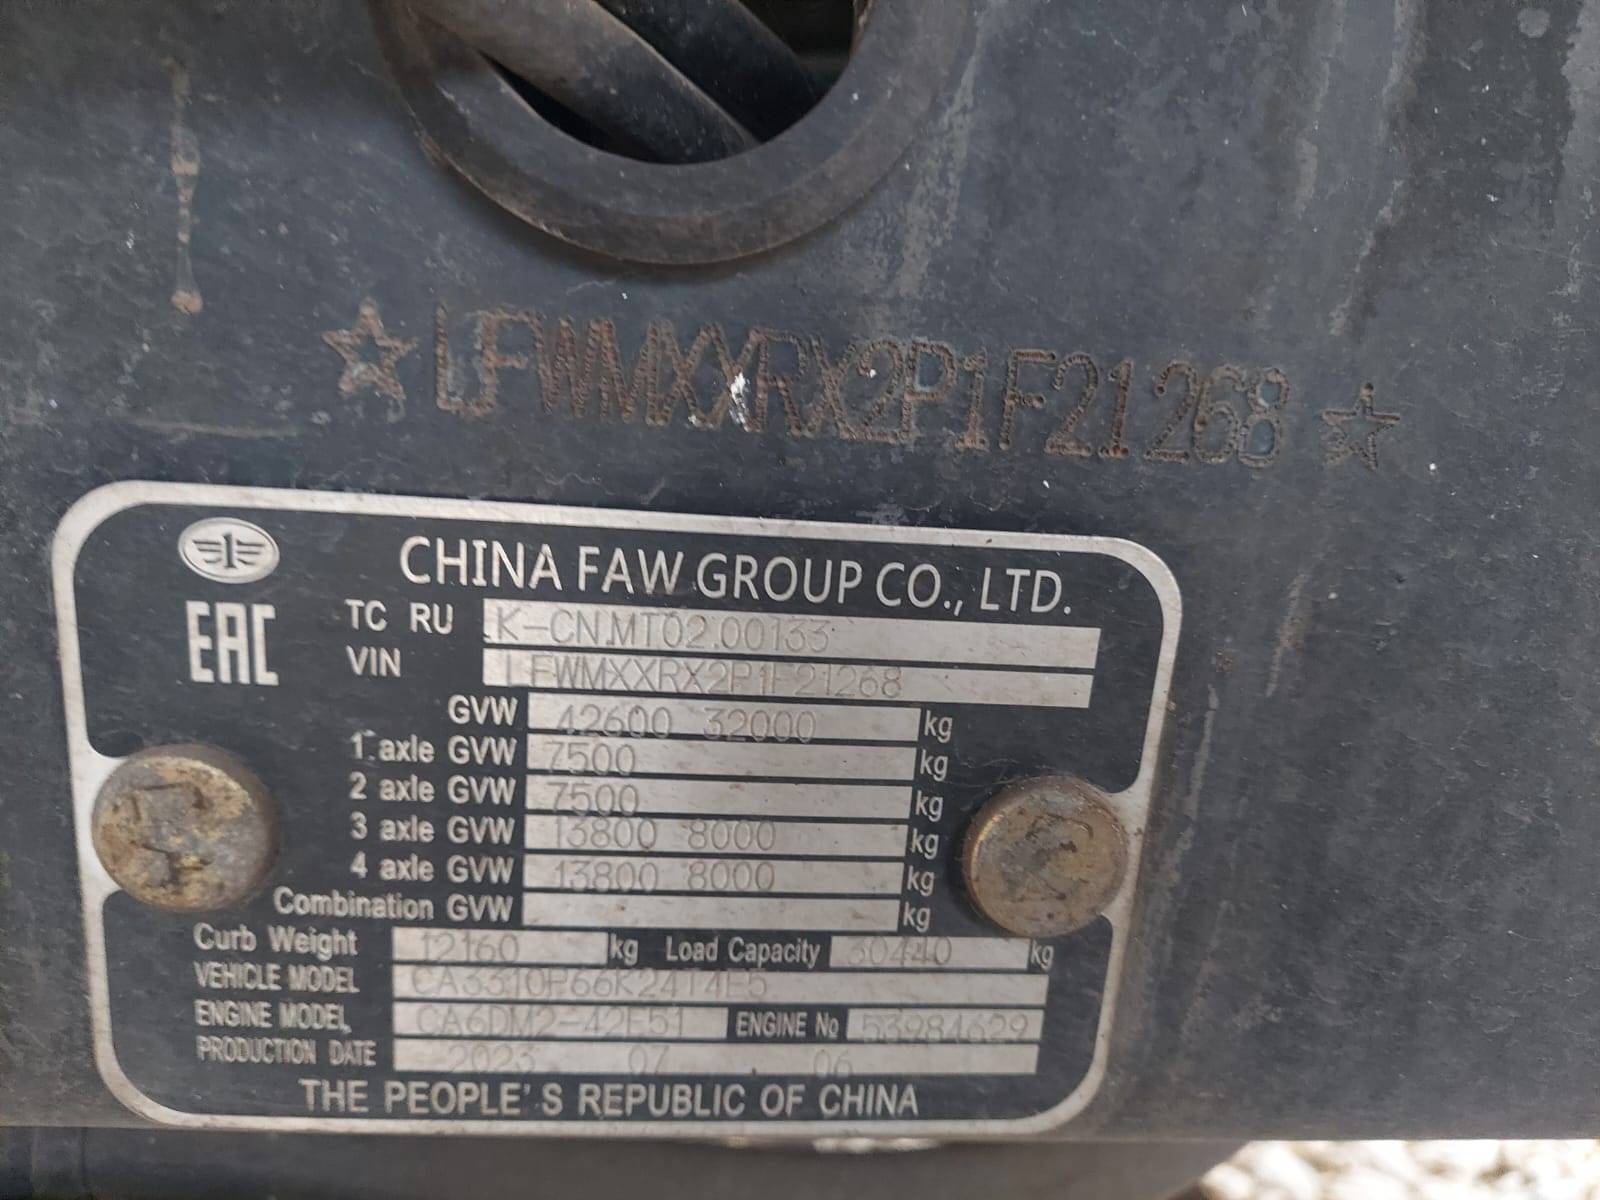 ☆LFWMXXRX2P1F21268☆
CHINA FAW GROUP CO., LTD.
EAC
TC RU K-CN.MT02.00133
VIN LFWMXXRX2P1F21268
GVW 42600 32000 kg
1 axle GVW 7500 kg
2 axle GVW 7500 kg
3 axle GVW 13800 8000 kg
4 axle GVW 13800 8000 kg
Combination GVW kg
Curb Weight 12160 kg Load Capacity 30440 kg
VEHICLE MODEL CA3310P66K24T4E5
ENGINE MODEL CA6DM2-42E51 ENGINE No 53984629
PRODUCTION DATE 2023 07 06
THE PEOPLE'S REPUBLIC OF CHINA